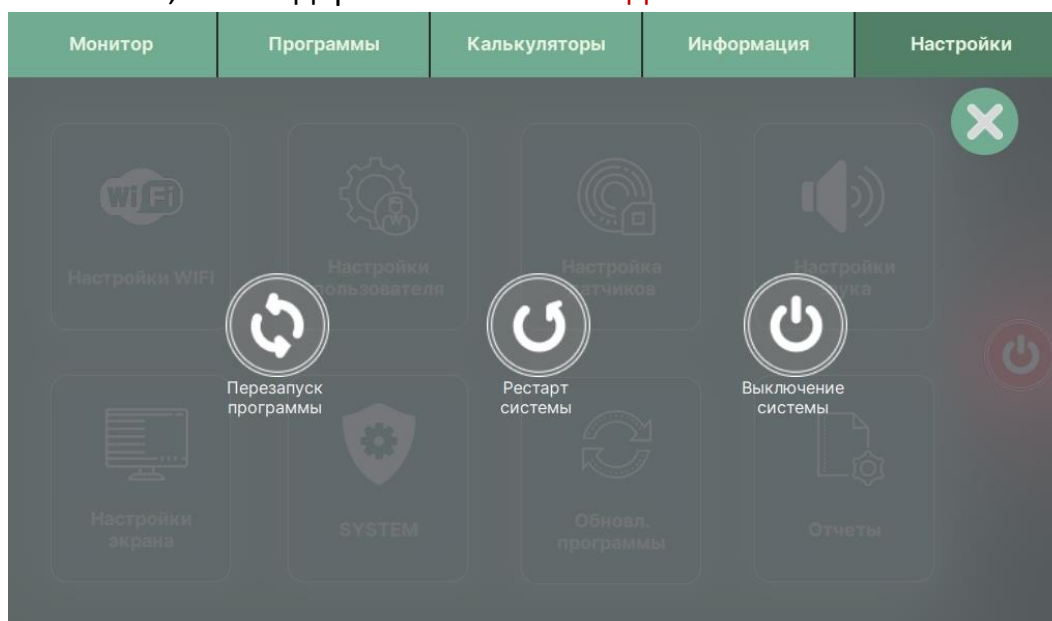 Монитор
Программы
Калькуляторы
Информация
Настройки
WiFi
Настройки WIFI
Настройки
пользователя
Настройка
датчиков
Настройки
звука
Перезапуск
программы
Рестарт
системы
Выключение
системы
Настройки
экрана
SYSTEM
Обновл.
программы
Отчеты